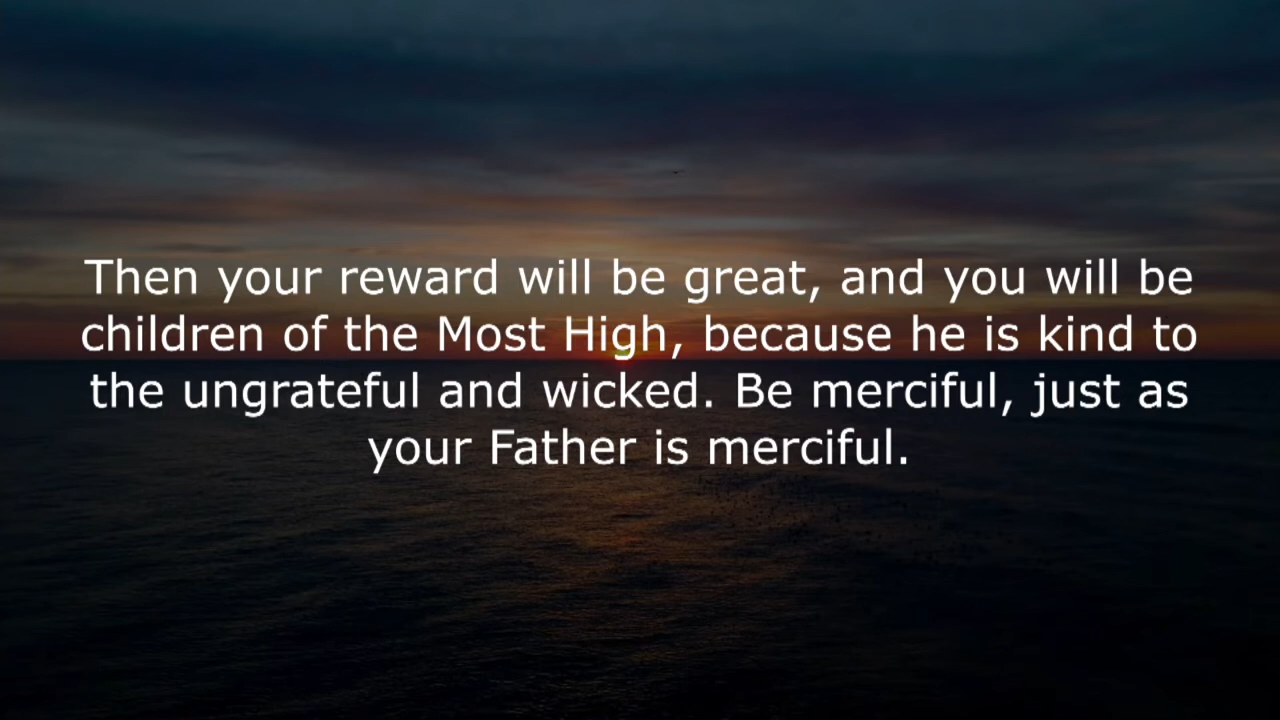 Then your reward will be great, and you will be
children of the Most High, because he is kind to
the ungrateful and wicked. Be merciful, just as
your Father is merciful.